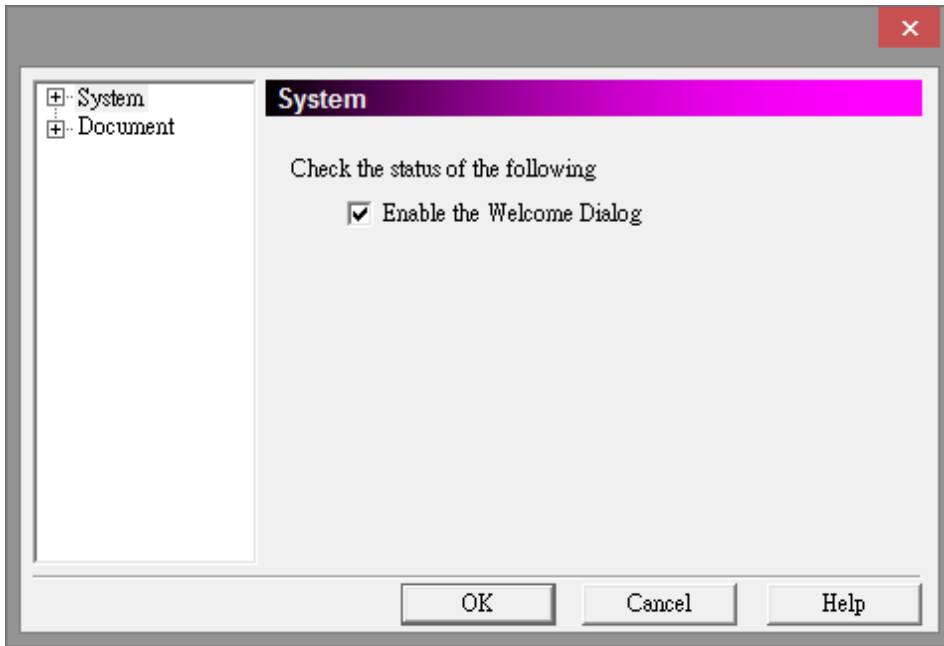 System
Document
System
Check the status of the following
Enable the Welcome Dialog
OK
Cancel
Help